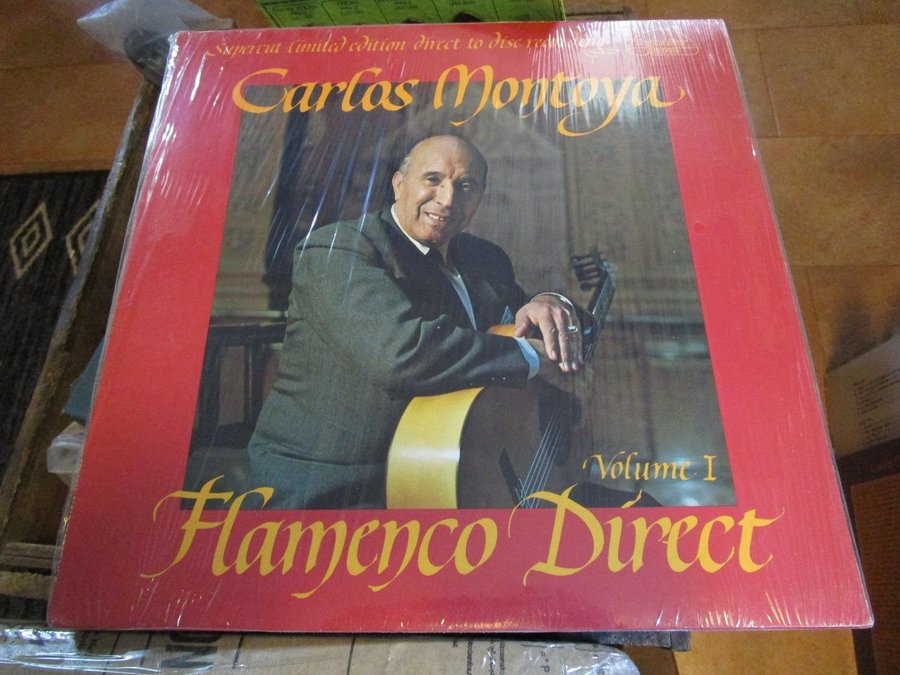 Supercut limited edition direct to disc
Carlos Montoya
Volume I
Flamenco Direct